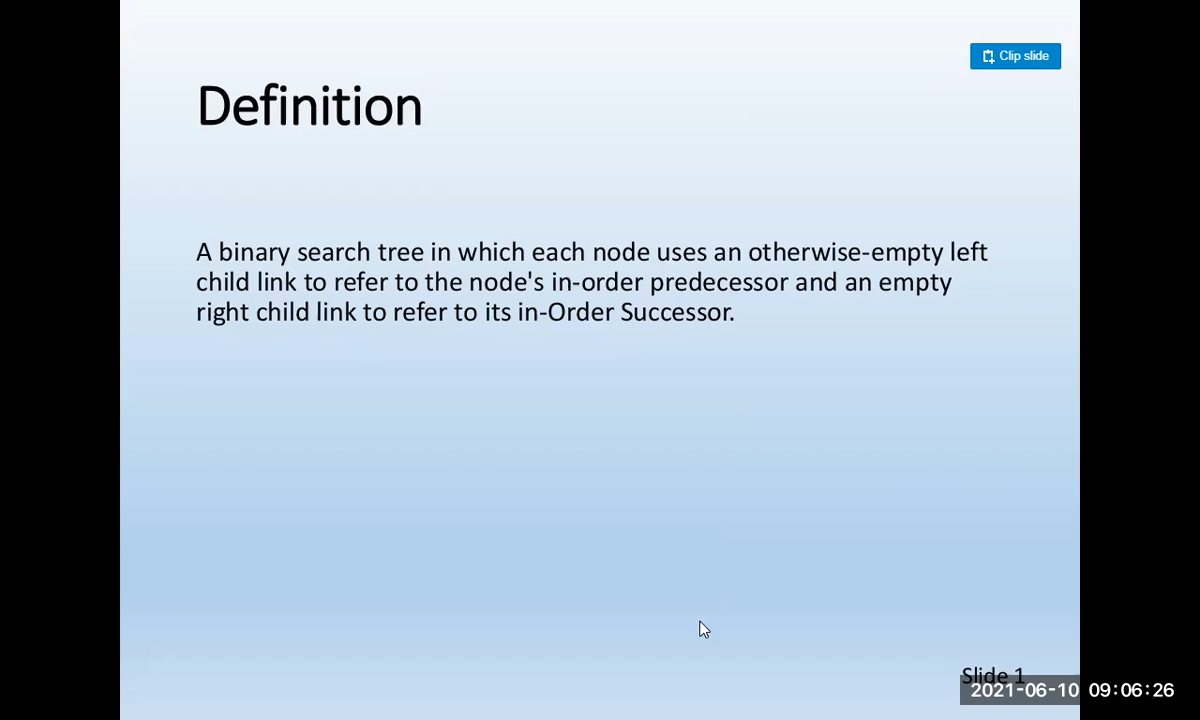 Clip slide
Definition
A binary search tree in which each node uses an otherwise-empty left
child link to refer to the node's in-order predecessor and an empty
right child link to refer to its in-Order Successor.
Slide 1
2021-06-10 09:06:26